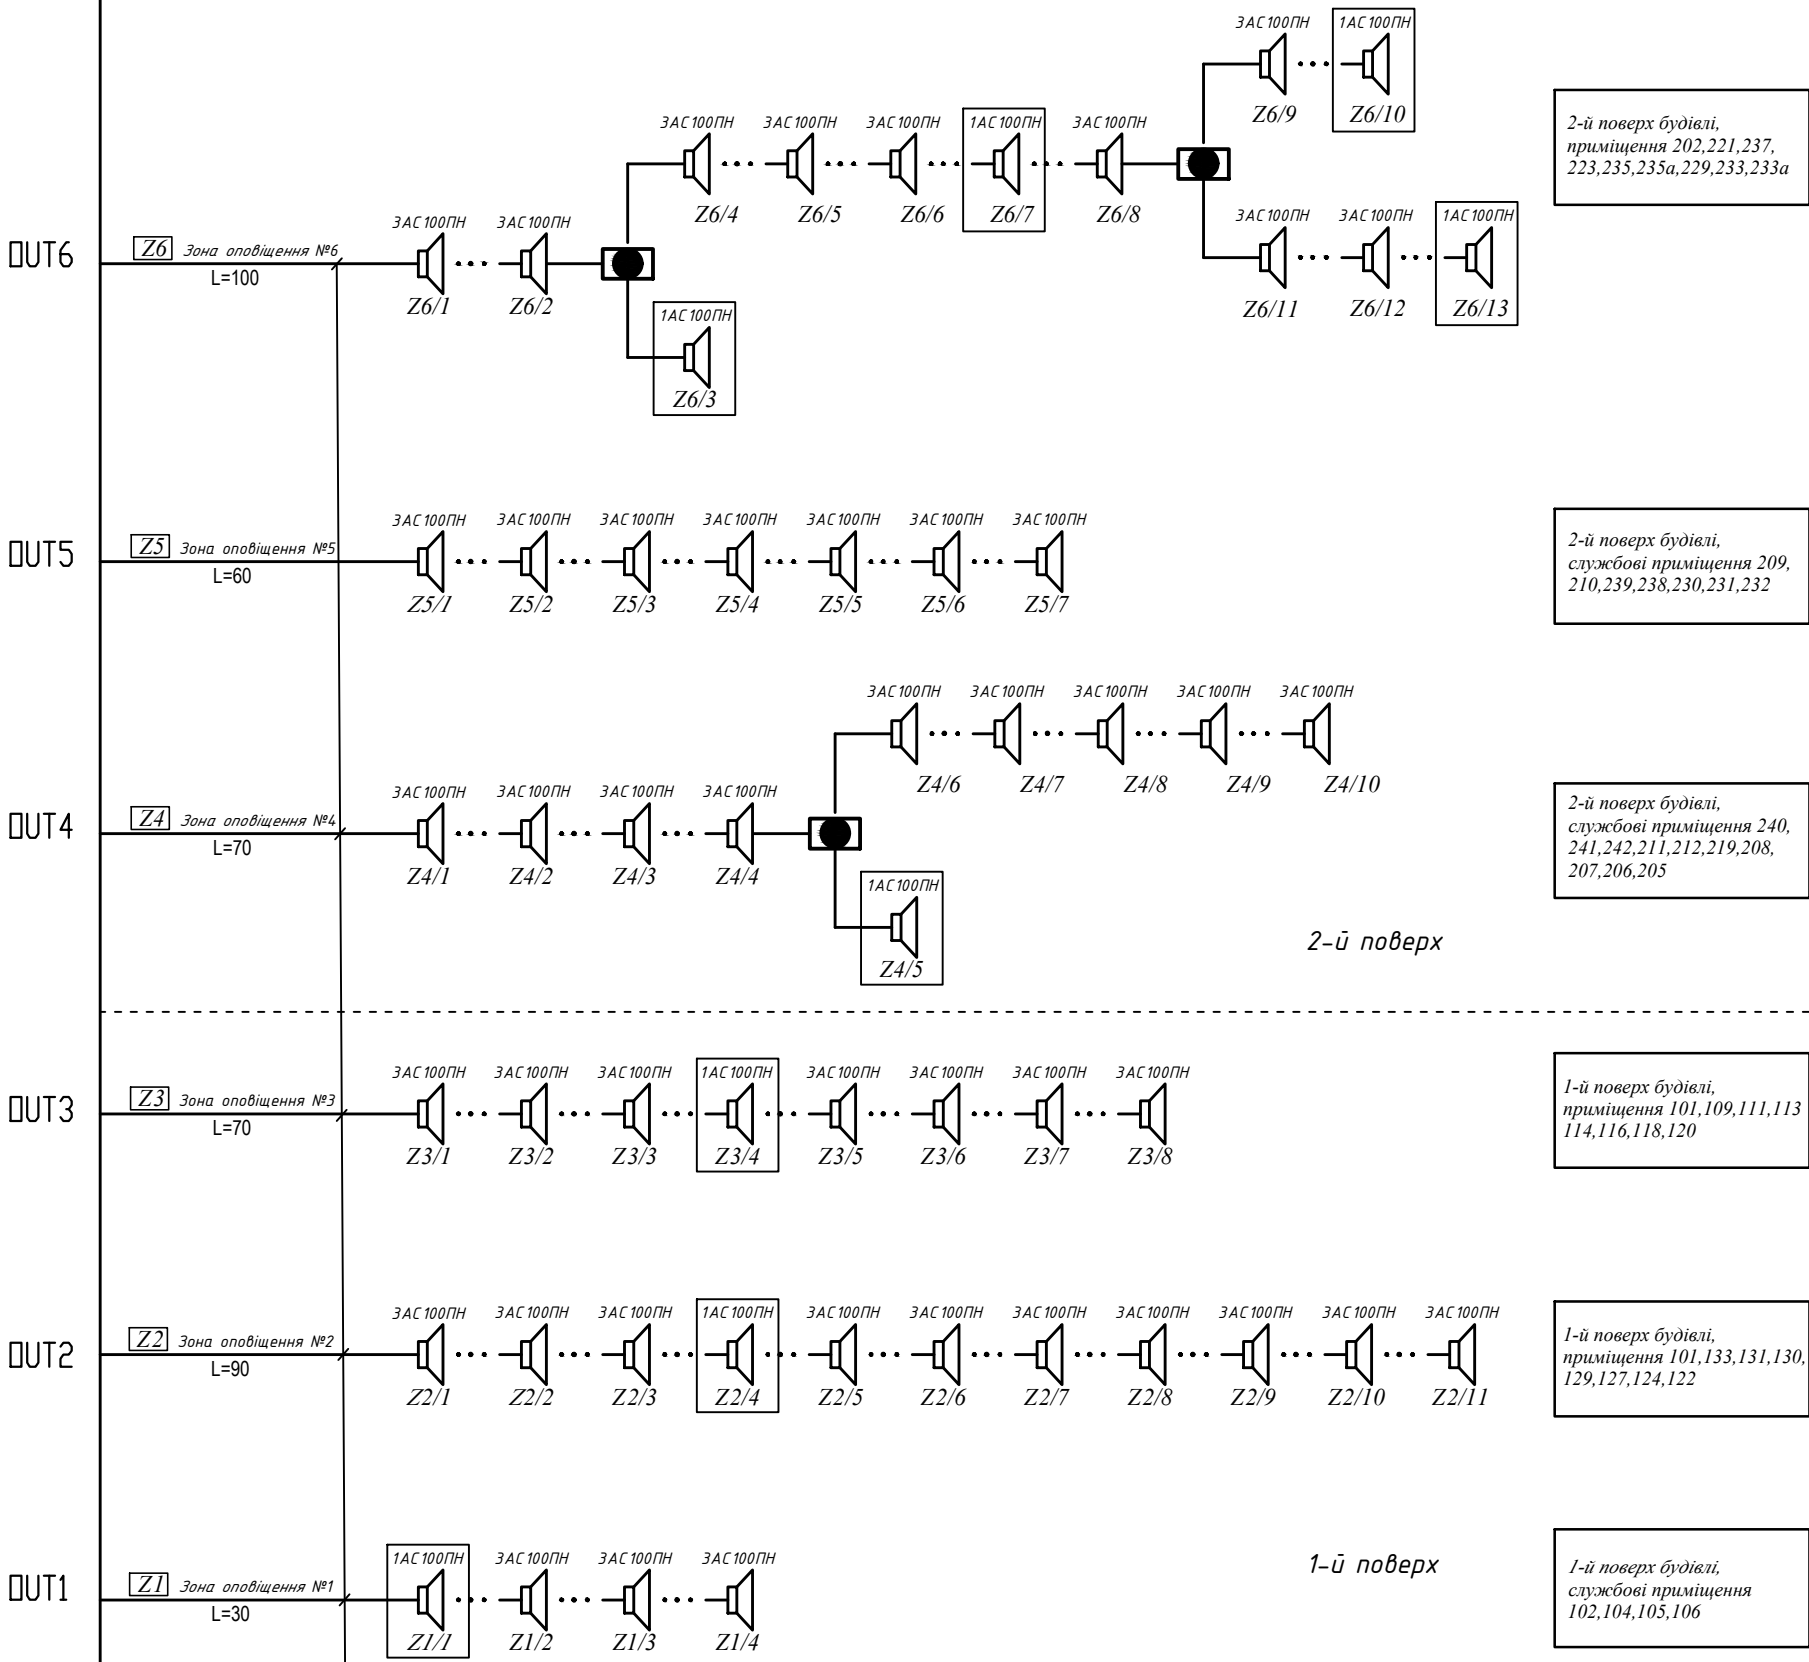 3АС100ПН 1АС100ПН
Z6/9 Z6/10
3АС100ПН 3АС100ПН 3АС100ПН 1АС100ПН 3АС100ПН
Z6/4 Z6/5 Z6/6 Z6/7 Z6/8
2-й поверх будівлі,
приміщення 202,221,237,
223,235,235а,229,233,233а
OUT6
Z6 Зона оповіщення №6
L=100
3АС100ПН 3АС100ПН
Z6/1 Z6/2
3АС100ПН 3АС100ПН 1АС100ПН
Z6/11 Z6/12 Z6/13
1АС100ПН
Z6/3
OUT5
Z5 Зона оповіщення №5
L=60
3АС100ПН 3АС100ПН 3АС100ПН 3АС100ПН 3АС100ПН 3АС100ПН 3АС100ПН
Z5/1 Z5/2 Z5/3 Z5/4 Z5/5 Z5/6 Z5/7
2-й поверх будівлі,
службові приміщення 209,
210,239,238,230,231,232
3АС100ПН 3АС100ПН 3АС100ПН 3АС100ПН 3АС100ПН
Z4/6 Z4/7 Z4/8 Z4/9 Z4/10
OUT4
Z4 Зона оповіщення №4
L=70
3АС100ПН 3АС100ПН 3АС100ПН 3АС100ПН
Z4/1 Z4/2 Z4/3 Z4/4
2-й поверх будівлі,
службові приміщення 240,
241,242,211,212,219,208,
207,206,205
1АС100ПН
Z4/5
2-й поверх
OUT3
Z3 Зона оповіщення №3
L=70
3АС100ПН 3АС100ПН 3АС100ПН 1АС100ПН 3АС100ПН 3АС100ПН 3АС100ПН 3АС100ПН
Z3/1 Z3/2 Z3/3 Z3/4 Z3/5 Z3/6 Z3/7 Z3/8
1-й поверх будівлі,
приміщення 101,109,111,113
114,116,118,120
OUT2
Z2 Зона оповіщення №2
L=90
3АС100ПН 3АС100ПН 3АС100ПН 1АС100ПН 3АС100ПН 3АС100ПН 3АС100ПН 3АС100ПН 3АС100ПН 3АС100ПН 3АС100ПН
Z2/1 Z2/2 Z2/3 Z2/4 Z2/5 Z2/6 Z2/7 Z2/8 Z2/9 Z2/10 Z2/11
1-й поверх будівлі,
приміщення 101,133,131,130,
129,127,124,122
OUT1
Z1 Зона оповіщення №1
L=30
1АС100ПН 3АС100ПН 3АС100ПН 3АС100ПН
Z1/1 Z1/2 Z1/3 Z1/4
1-й поверх
1-й поверх будівлі,
службові приміщення
102,104,105,106